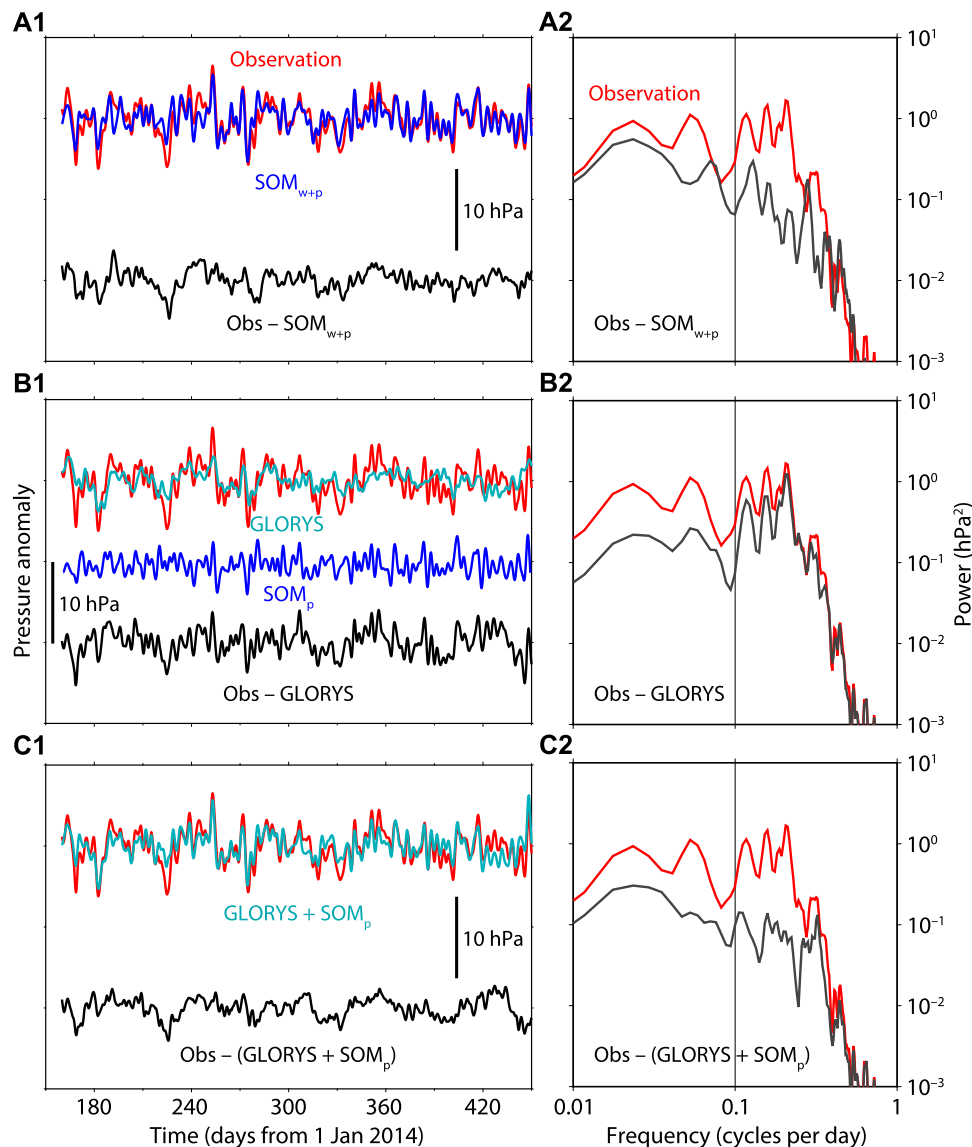 A1
A2
Observation
SOMw+p
10 hPa
Obs – SOMw+p
Observation
Obs – SOMw+p
10¹
10⁰
10⁻¹
10⁻²
10⁻³
B1
B2
Pressure anomaly
GLORYS
SOMp
10 hPa
Obs – GLORYS
Obs – GLORYS
10¹
10⁰
10⁻¹
10⁻²
10⁻³
Power (hPa²)
C1
C2
GLORYS + SOMp
10 hPa
Obs – (GLORYS + SOMp)
Obs – (GLORYS + SOMp)
10¹
10⁰
10⁻¹
10⁻²
10⁻³
180 240 300 360 420
Time (days from 1 Jan 2014)
0.01 0.1 1
Frequency (cycles per day)